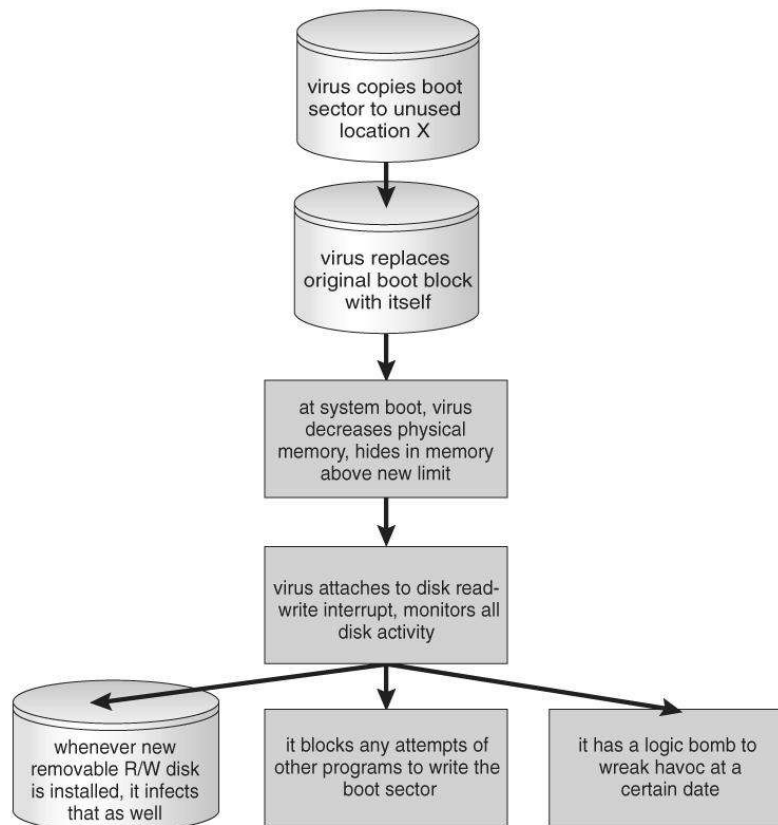 virus copies boot
sector to unused
location X
virus replaces
original boot block
with itself
at system boot, virus
decreases physical
memory, hides in memory
above new limit
virus attaches to disk read-
write interrupt, monitors all
disk activity
whenever new
removable R/W disk
is installed, it infects
that as well
it blocks any attempts of
other programs to write the
boot sector
it has a logic bomb to
wreak havoc at a
certain date